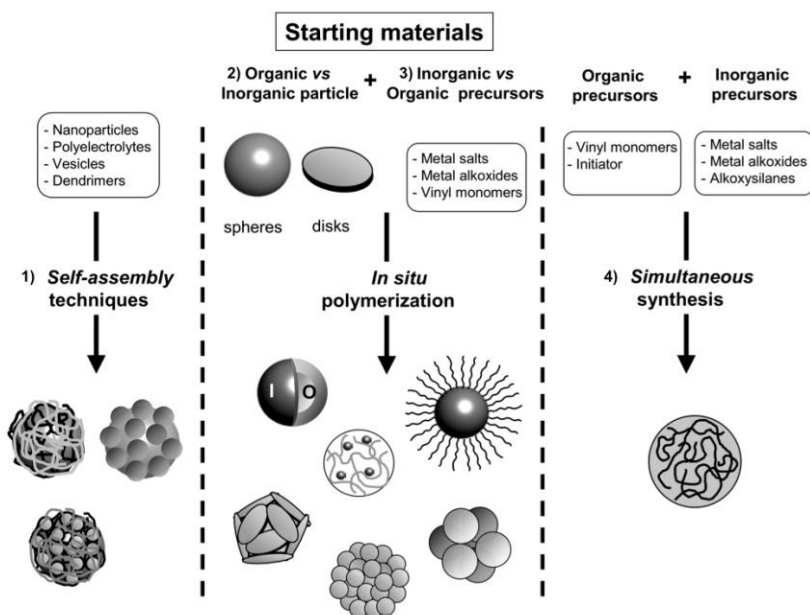 Starting materials
2) Organic vs
Inorganic particle
+
3) Inorganic vs
Organic precursors
Organic
precursors
+
Inorganic
precursors
- Nanoparticles
- Polyelectrolytes
- Vesicles
- Dendrimers
- Metal salts
- Metal alkoxides
- Vinyl monomers
- Vinyl monomers
- Initiator
- Metal salts
- Metal alkoxides
- Alkoxysilanes
spheres
disks
1) Self-assembly
techniques
In situ
polymerization
4) Simultaneous
synthesis
I
O